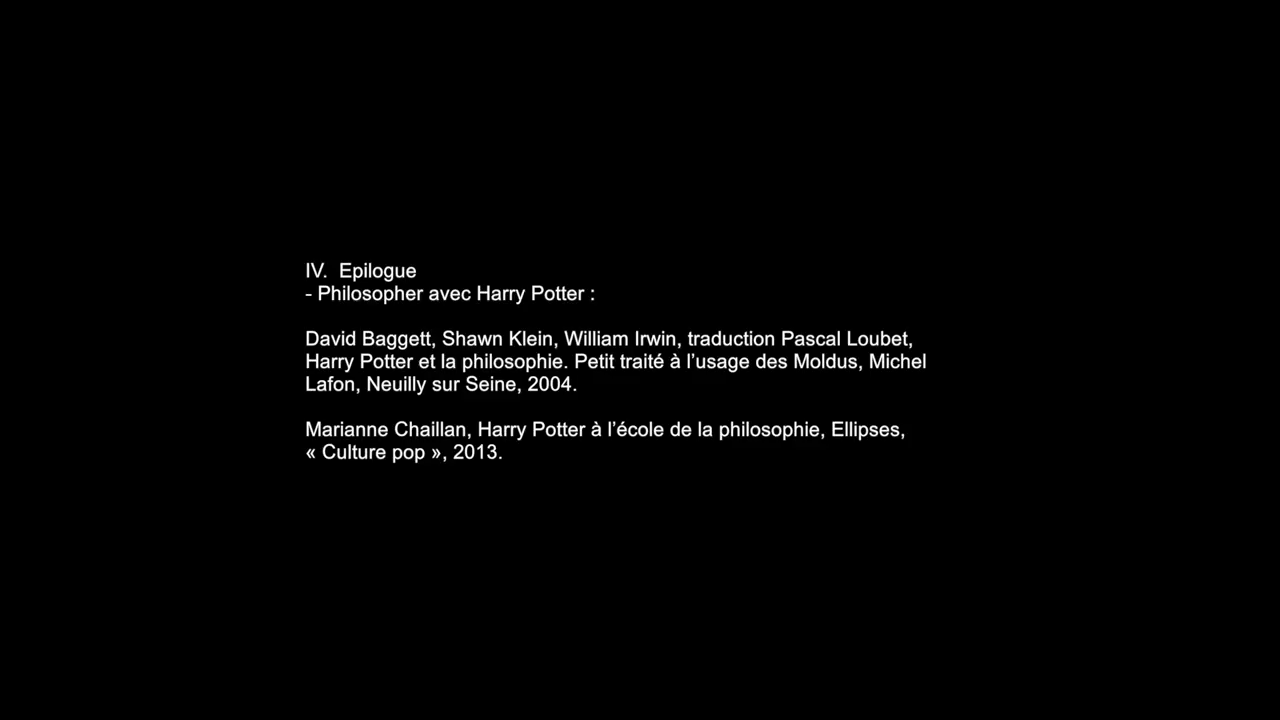 IV.  Epilogue
- Philosopher avec Harry Potter :
David Baggett, Shawn Klein, William Irwin, traduction Pascal Loubet,
Harry Potter et la philosophie. Petit traité à l’usage des Moldus, Michel
Lafon, Neuilly sur Seine, 2004.
Marianne Chaillan, Harry Potter à l’école de la philosophie, Ellipses,
« Culture pop », 2013.